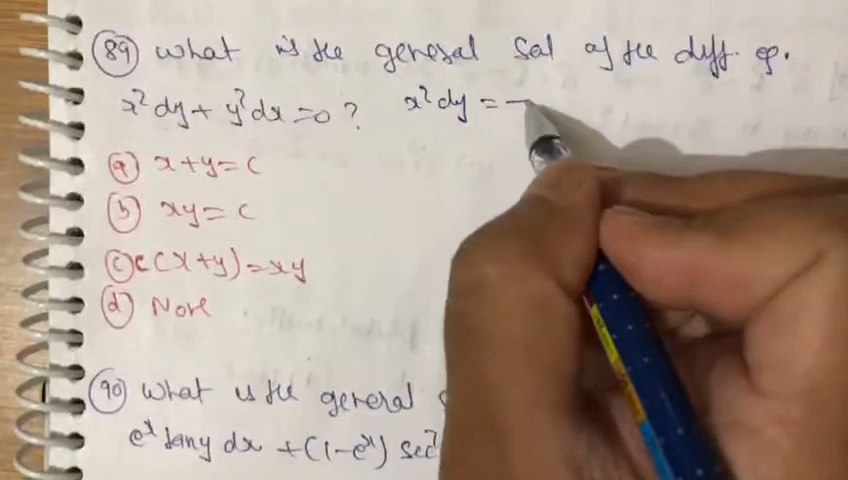 89 What is the general Sol of the diff. eq.
x² dy + y² dx = 0 ? x² dy = -
a x + y = c
b xy = c
c c(x+y) = xy
d None
90 What is the general
eˣ tany dx + (1-eˣ) sec²